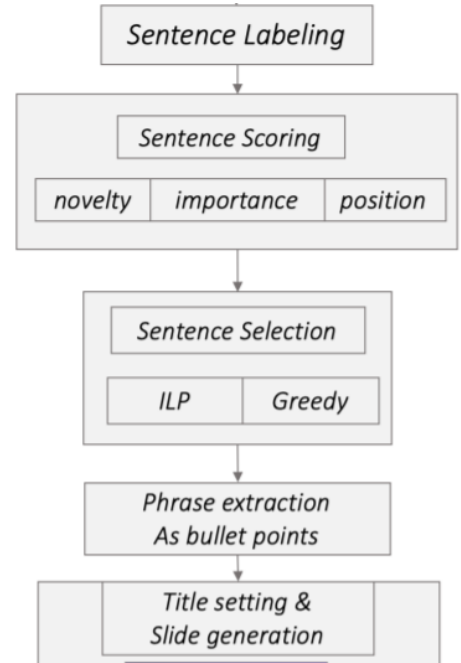 Sentence Labeling
Sentence Scoring
novelty importance position
Sentence Selection
ILP Greedy
Phrase extraction
As bullet points
Title setting &
Slide generation